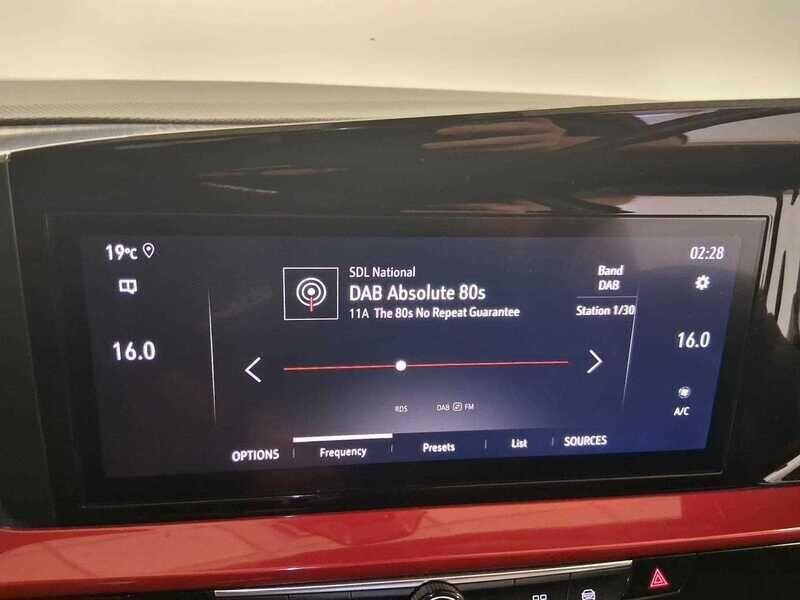 19°C
02:28
SDL National
DAB Absolute 80s
11A The 80s No Repeat Guarantee
Band
DAB
Station 1/30
16.0
16.0
RDS
DAB FM
A/C
OPTIONS
Frequency
Presets
List
SOURCES